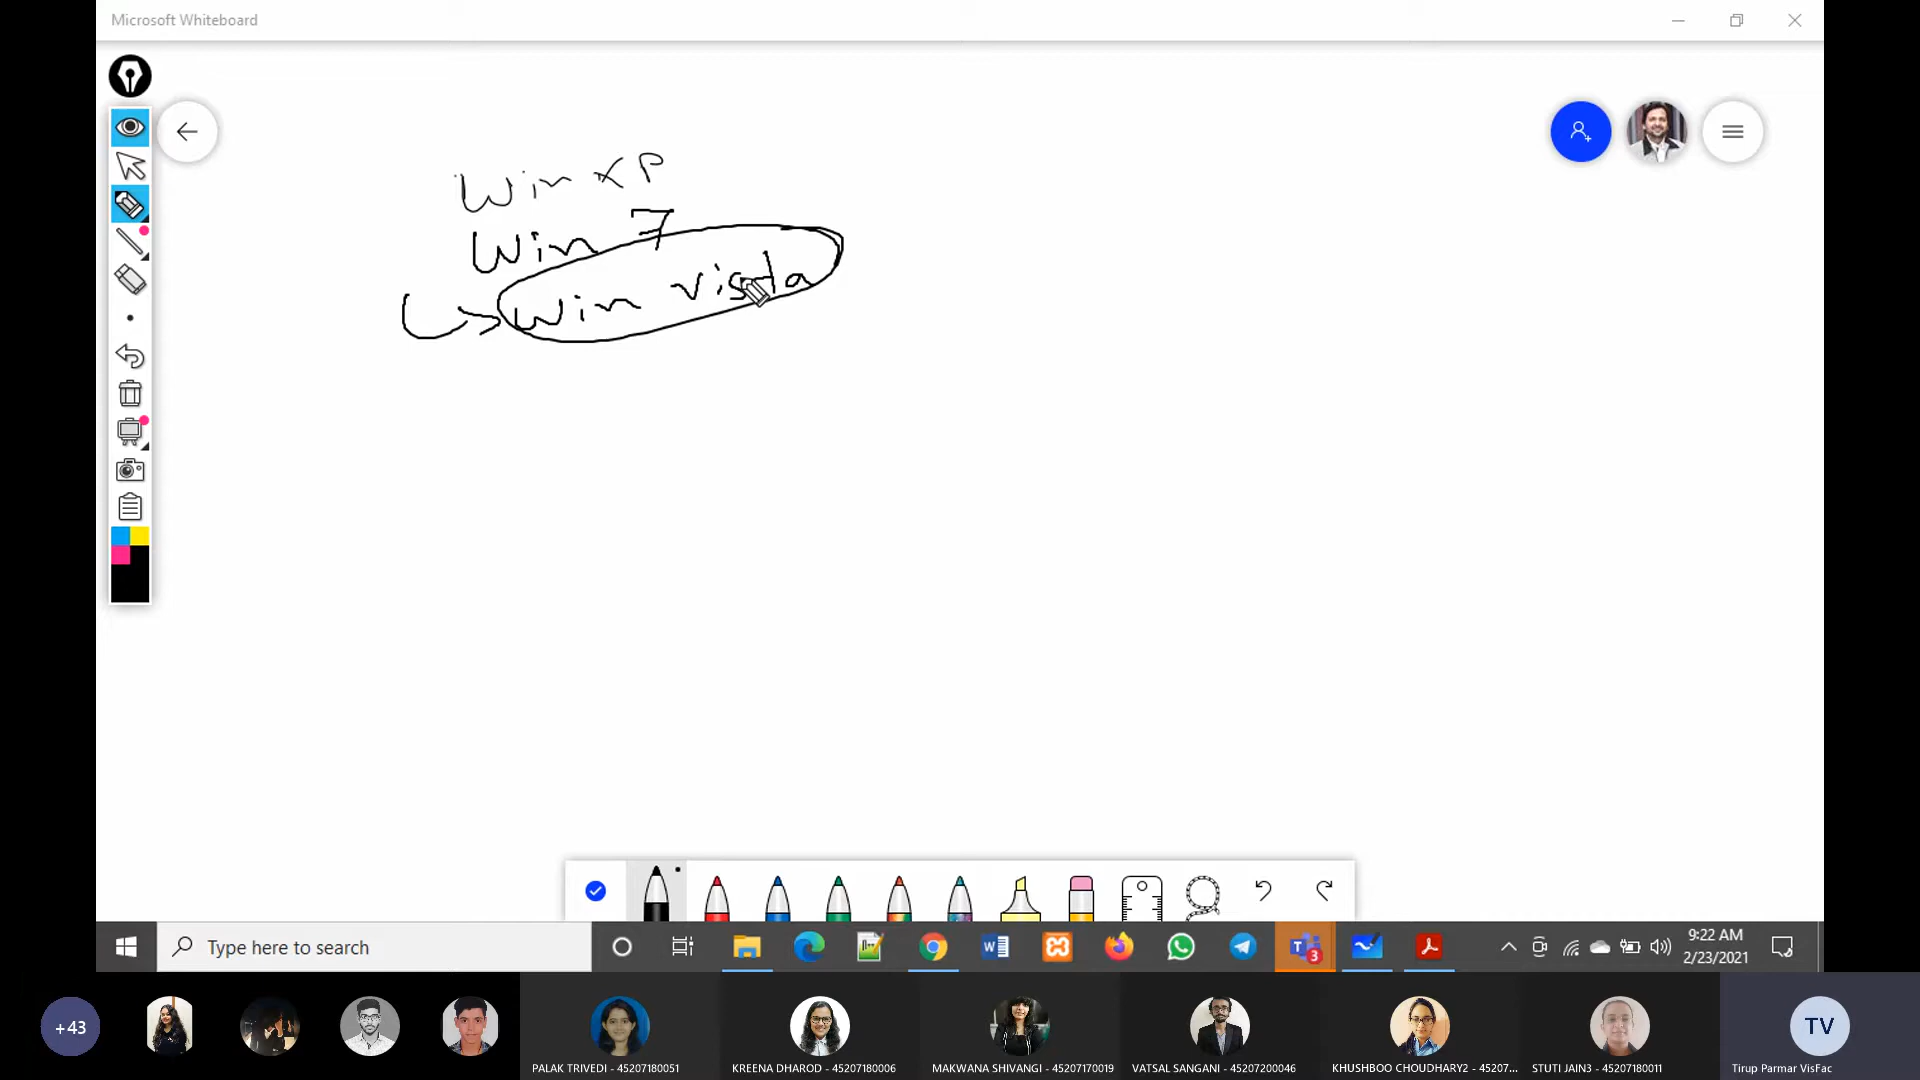 Microsoft Whiteboard
Win XP
Win 7
Win vista
Type here to search
9:22 AM
2/23/2021
3
+43
TV
PALAK TRIVEDI - 45207180051
KREENA DHAROD - 45207180006
MAKWANA SHIVANGI - 45207170019
VATSAL SANGANI - 45207200046
KHUSHBOO CHOUDHARY2 - 45207...
STUTI JAIN3 - 45207180011
Tirup Parmar VisFac